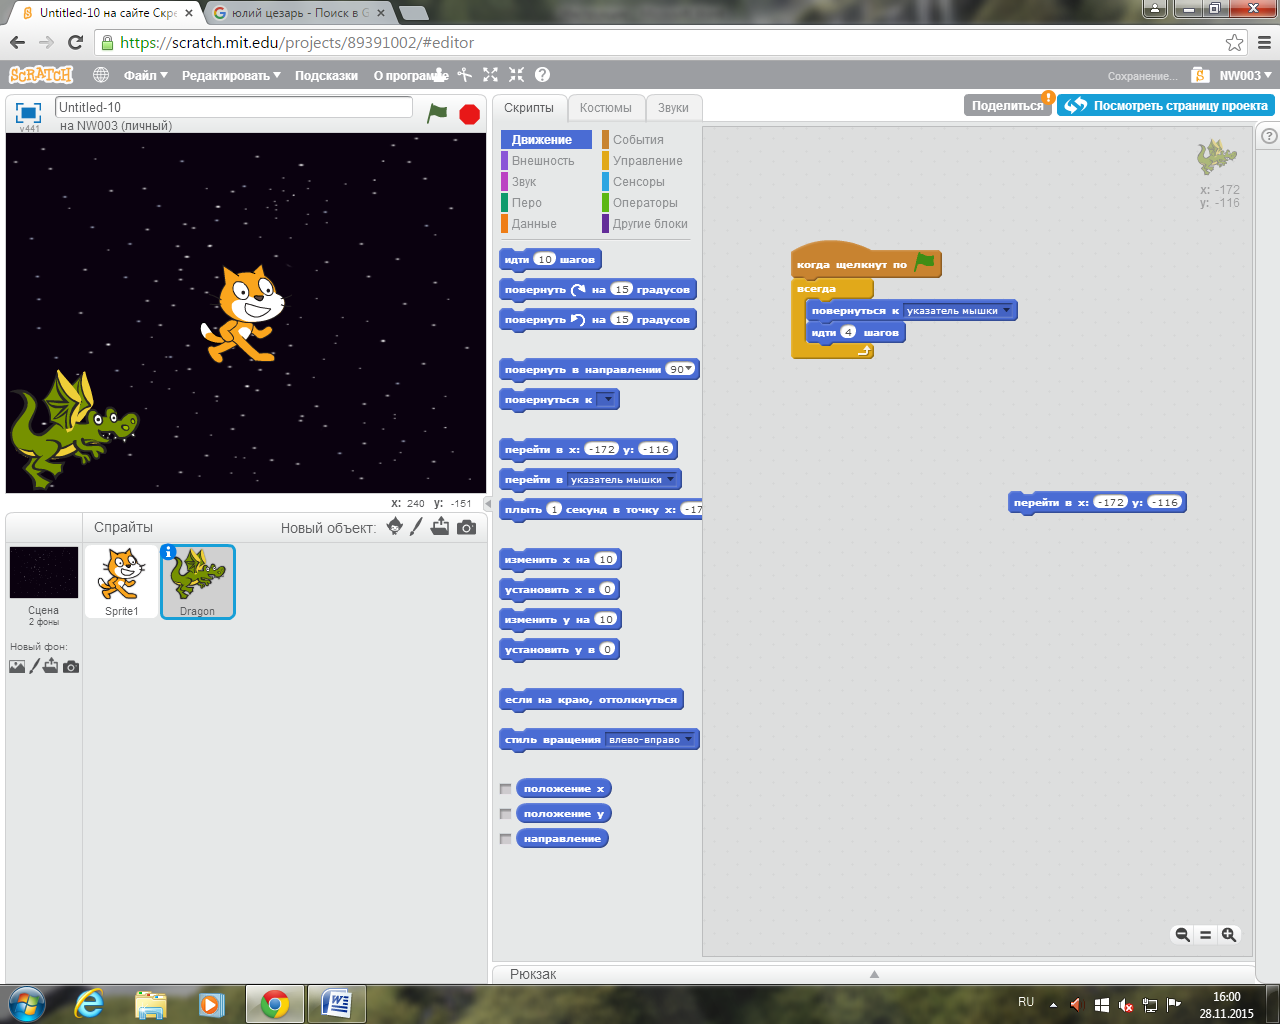 Untitled-10 на сайте Скре
юлий цезарь - Поиск в G
https://scratch.mit.edu/projects/89391002/#editor
SCRATCH
Файл
Редактировать
Подсказки
О программе
Сохранение...
NW003
v441
Untitled-10
на NW003 (личный)
Скрипты
Костюмы
Звуки
Поделиться
!
Посмотреть страницу проекта
Движение
События
Внешность
Управление
Звук
Сенсоры
Перо
Операторы
Данные
Другие блоки
x: -172
y: -116
идти 10 шагов
повернуть на 15 градусов
повернуть на 15 градусов
повернуть в направлении 90
повернуться к
перейти в x: -172 y: -116
перейти в указатель мышки
плыть 1 секунд в точку x: -17
изменить x на 10
установить x в 0
изменить y на 10
установить y в 0
если на краю, оттолкнуться
стиль вращения влево-вправо
положение x
положение y
направление
когда щелкнут по
всегда
повернуться к указатель мышки
идти 4 шагов
перейти в x: -172 y: -116
x: 240 y: -151
Спрайты
Новый объект:
Сцена
2 фоны
Новый фон:
Sprite1
Dragon
Рюкзак
RU
16:00
28.11.2015